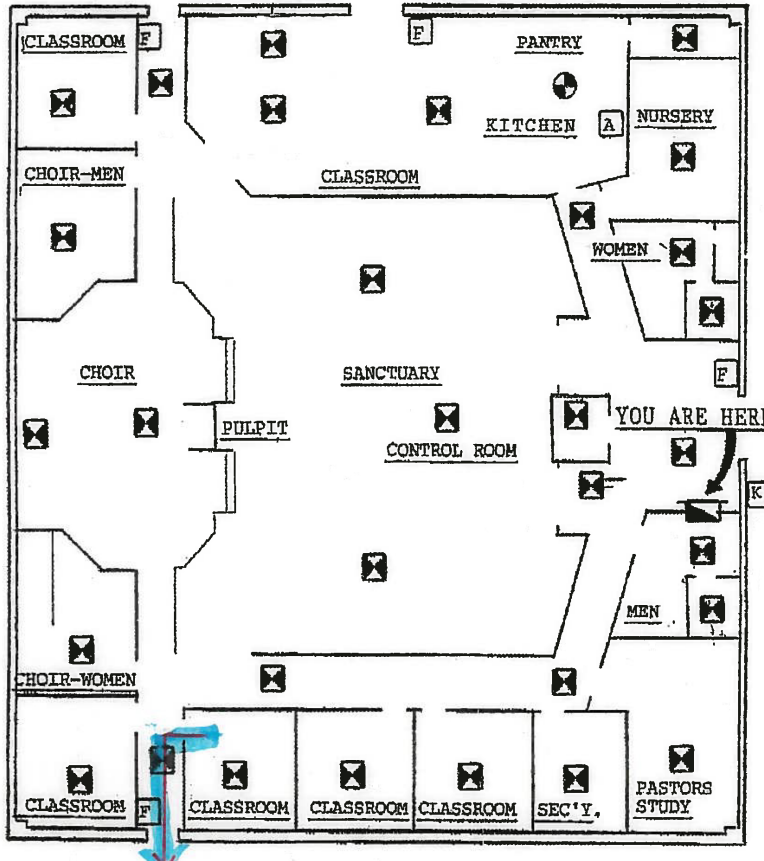 CLASSROOM
F
F
PANTRY
KITCHEN
A
NURSERY
CHOIR-MEN
CLASSROOM
WOMEN
CHOIR
SANCTUARY
F
PULPIT
YOU ARE HERE
CONTROL ROOM
K
MEN
CHOIR-WOMEN
CLASSROOM
F
CLASSROOM
CLASSROOM
CLASSROOM
SEC'Y.
PASTORS
STUDY